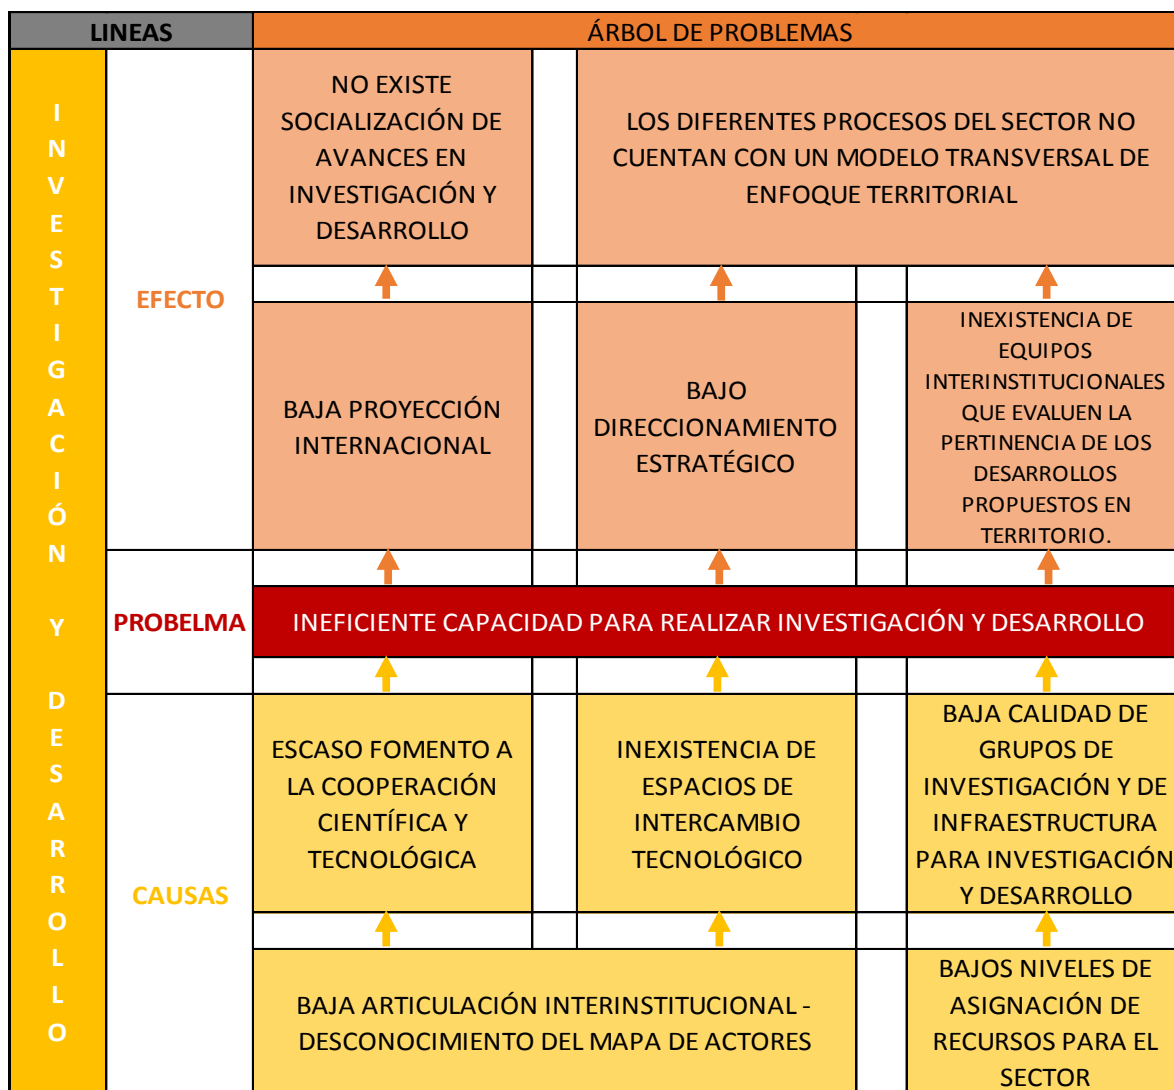 LINEAS
ÁRBOL DE PROBLEMAS
INVESTIGACIÓN Y DESARROLLO
EFECTO
NO EXISTE
SOCIALIZACIÓN DE
AVANCES EN
INVESTIGACIÓN Y
DESARROLLO
LOS DIFERENTES PROCESOS DEL SECTOR NO
CUENTAN CON UN MODELO TRANSVERSAL DE
ENFOQUE TERRITORIAL
BAJA PROYECCIÓN
INTERNACIONAL
BAJO
DIRECCIONAMIENTO
ESTRATÉGICO
INEXISTENCIA DE
EQUIPOS
INTERINSTITUCIONALES
QUE EVALUEN LA
PERTINENCIA DE LOS
DESARROLLOS
PROPUESTOS EN
TERRITORIO.
PROBELMA
INEFICIENTE CAPACIDAD PARA REALIZAR INVESTIGACIÓN Y DESARROLLO
CAUSAS
ESCASO FOMENTO A
LA COOPERACIÓN
CIENTÍFICA Y
TECNOLÓGICA
INEXISTENCIA DE
ESPACIOS DE
INTERCAMBIO
TECNOLÓGICO
BAJA CALIDAD DE
GRUPOS DE
INVESTIGACIÓN Y DE
INFRAESTRUCTURA
PARA INVESTIGACIÓN
Y DESARROLLO
BAJA ARTICULACIÓN INTERINSTITUCIONAL -
DESCONOCIMIENTO DEL MAPA DE ACTORES
BAJOS NIVELES DE
ASIGNACIÓN DE
RECURSOS PARA EL
SECTOR